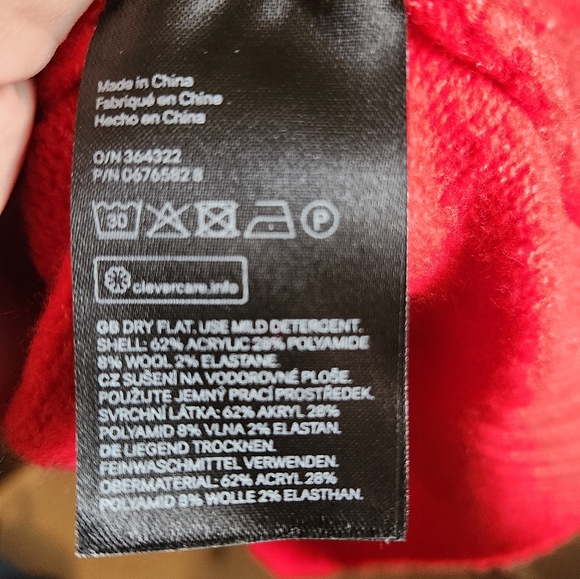 Made in China
Fabriqué en Chine
Hecho en China
O/N 364322
P/N 0676582 8
30
P
clevercare.info
GB DRY FLAT. USE MILD DETERGENT.
SHELL: 62% ACRYLIC 28% POLYAMIDE
8% WOOL 2% ELASTANE.
CZ SUŠENÍ NA VODOROVNÉ PLOŠE.
POUŽIJTE JEMNÝ PRACÍ PROSTŘEDEK.
SVRCHNÍ LÁTKA: 62% AKRYL 28%
POLYAMID 8% VLNA 2% ELASTAN.
DE LIEGEND TROCKNEN.
FEINWASCHMITTEL VERWENDEN.
OBERMATERIAL: 62% ACRYL 28%
POLYAMID 8% WOLLE 2% ELASTHAN.